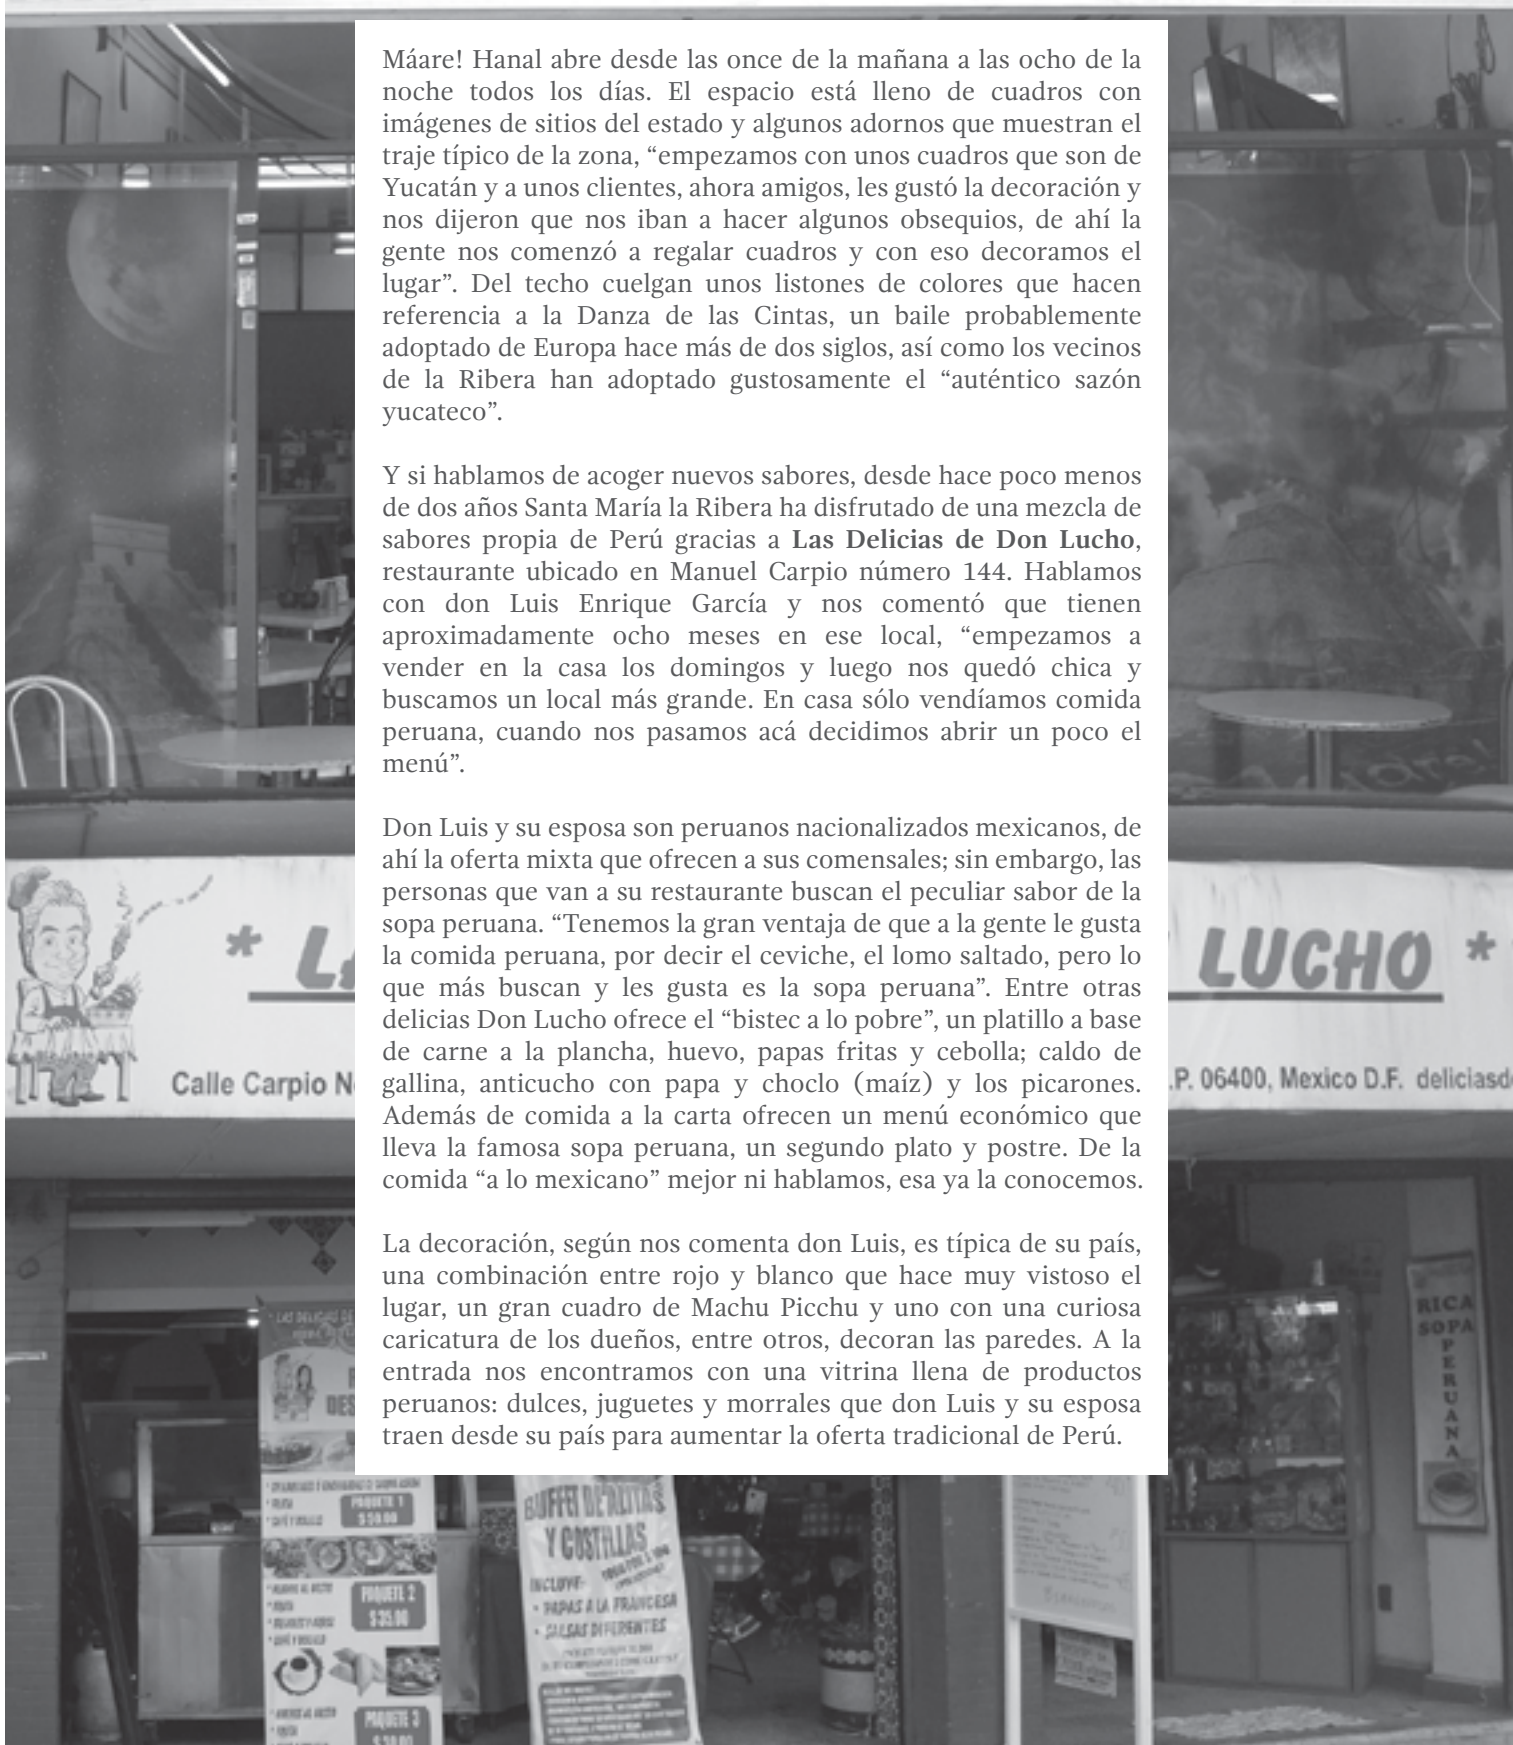 Máare! Hanal abre desde las once de la mañana a las ocho de la
noche todos los días. El espacio está lleno de cuadros con
imágenes de sitios del estado y algunos adornos que muestran el
traje típico de la zona, “empezamos con unos cuadros que son de
Yucatán y a unos clientes, ahora amigos, les gustó la decoración y
nos dijeron que nos iban a hacer algunos obsequios, de ahí la
gente nos comenzó a regalar cuadros y con eso decoramos el
lugar”. Del techo cuelgan unos listones de colores que hacen
referencia a la Danza de las Cintas, un baile probablemente
adoptado de Europa hace más de dos siglos, así como los vecinos
de la Ribera han adoptado gustosamente el “auténtico sazón
yucateco”.
Y si hablamos de acoger nuevos sabores, desde hace poco menos
de dos años Santa María la Ribera ha disfrutado de una mezcla de
sabores propia de Perú gracias a Las Delicias de Don Lucho,
restaurante ubicado en Manuel Carpio número 144. Hablamos
con don Luis Enrique García y nos comentó que tienen
aproximadamente ocho meses en ese local, “empezamos a
vender en la casa los domingos y luego nos quedó chica y
buscamos un local más grande. En casa sólo vendíamos comida
peruana, cuando nos pasamos acá decidimos abrir un poco el
menú”.
Don Luis y su esposa son peruanos nacionalizados mexicanos, de
ahí la oferta mixta que ofrecen a sus comensales; sin embargo, las
personas que van a su restaurante buscan el peculiar sabor de la
sopa peruana. “Tenemos la gran ventaja de que a la gente le gusta
la comida peruana, por decir el ceviche, el lomo saltado, pero lo
que más buscan y les gusta es la sopa peruana”. Entre otras
delicias Don Lucho ofrece el “bistec a lo pobre”, un platillo a base
de carne a la plancha, huevo, papas fritas y cebolla; caldo de
gallina, anticucho con papa y choclo (maíz) y los picarones.
Además de comida a la carta ofrecen un menú económico que
lleva la famosa sopa peruana, un segundo plato y postre. De la
comida “a lo mexicano” mejor ni hablamos, esa ya la conocemos.
La decoración, según nos comenta don Luis, es típica de su país,
una combinación entre rojo y blanco que hace muy vistoso el
lugar, un gran cuadro de Machu Picchu y uno con una curiosa
caricatura de los dueños, entre otros, decoran las paredes. A la
entrada nos encontramos con una vitrina llena de productos
peruanos: dulces, juguetes y morrales que don Luis y su esposa
traen desde su país para aumentar la oferta tradicional de Perú.
* LA
LUCHO *
Calle Carpio N
.P. 06400, Mexico D.F. deliciasd
RICA
SOPA
PERUANA
PAQUETE 1
$50.00
PAQUETE 2
$35.00
PAQUETE 3
BUFFET DE ALITAS
Y COSTILLAS
INCLUYE:
• PAPAS A LA FRANCESA
• SALSAS DIFERENTES